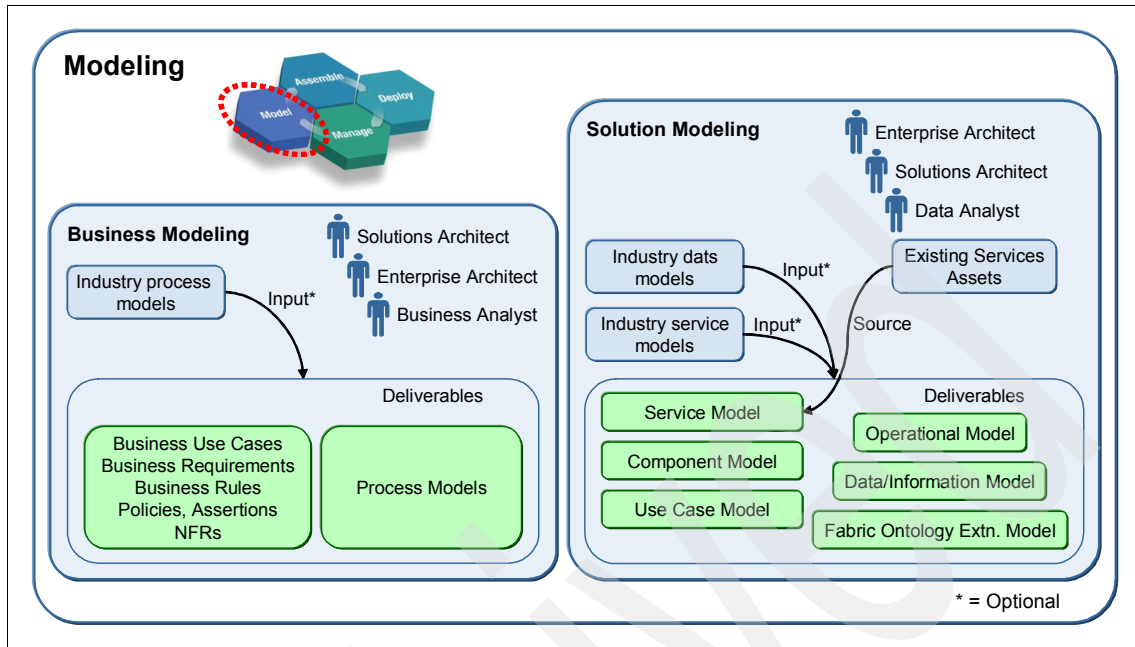 Modeling
Assemble
Deploy
Model
Manage
Business Modeling
Solutions Architect
Enterprise Architect
Business Analyst
Industry process
models
Input*
Deliverables
Business Use Cases
Business Requirements
Business Rules
Policies, Assertions
NFRs
Process Models
Solution Modeling
Enterprise Architect
Solutions Architect
Data Analyst
Industry dats
models
Input*
Existing Services
Assets
Industry service
models
Input*
Source
Deliverables
Service Model
Component Model
Use Case Model
Operational Model
Data/Information Model
Fabric Ontology Extn. Model
* = Optional